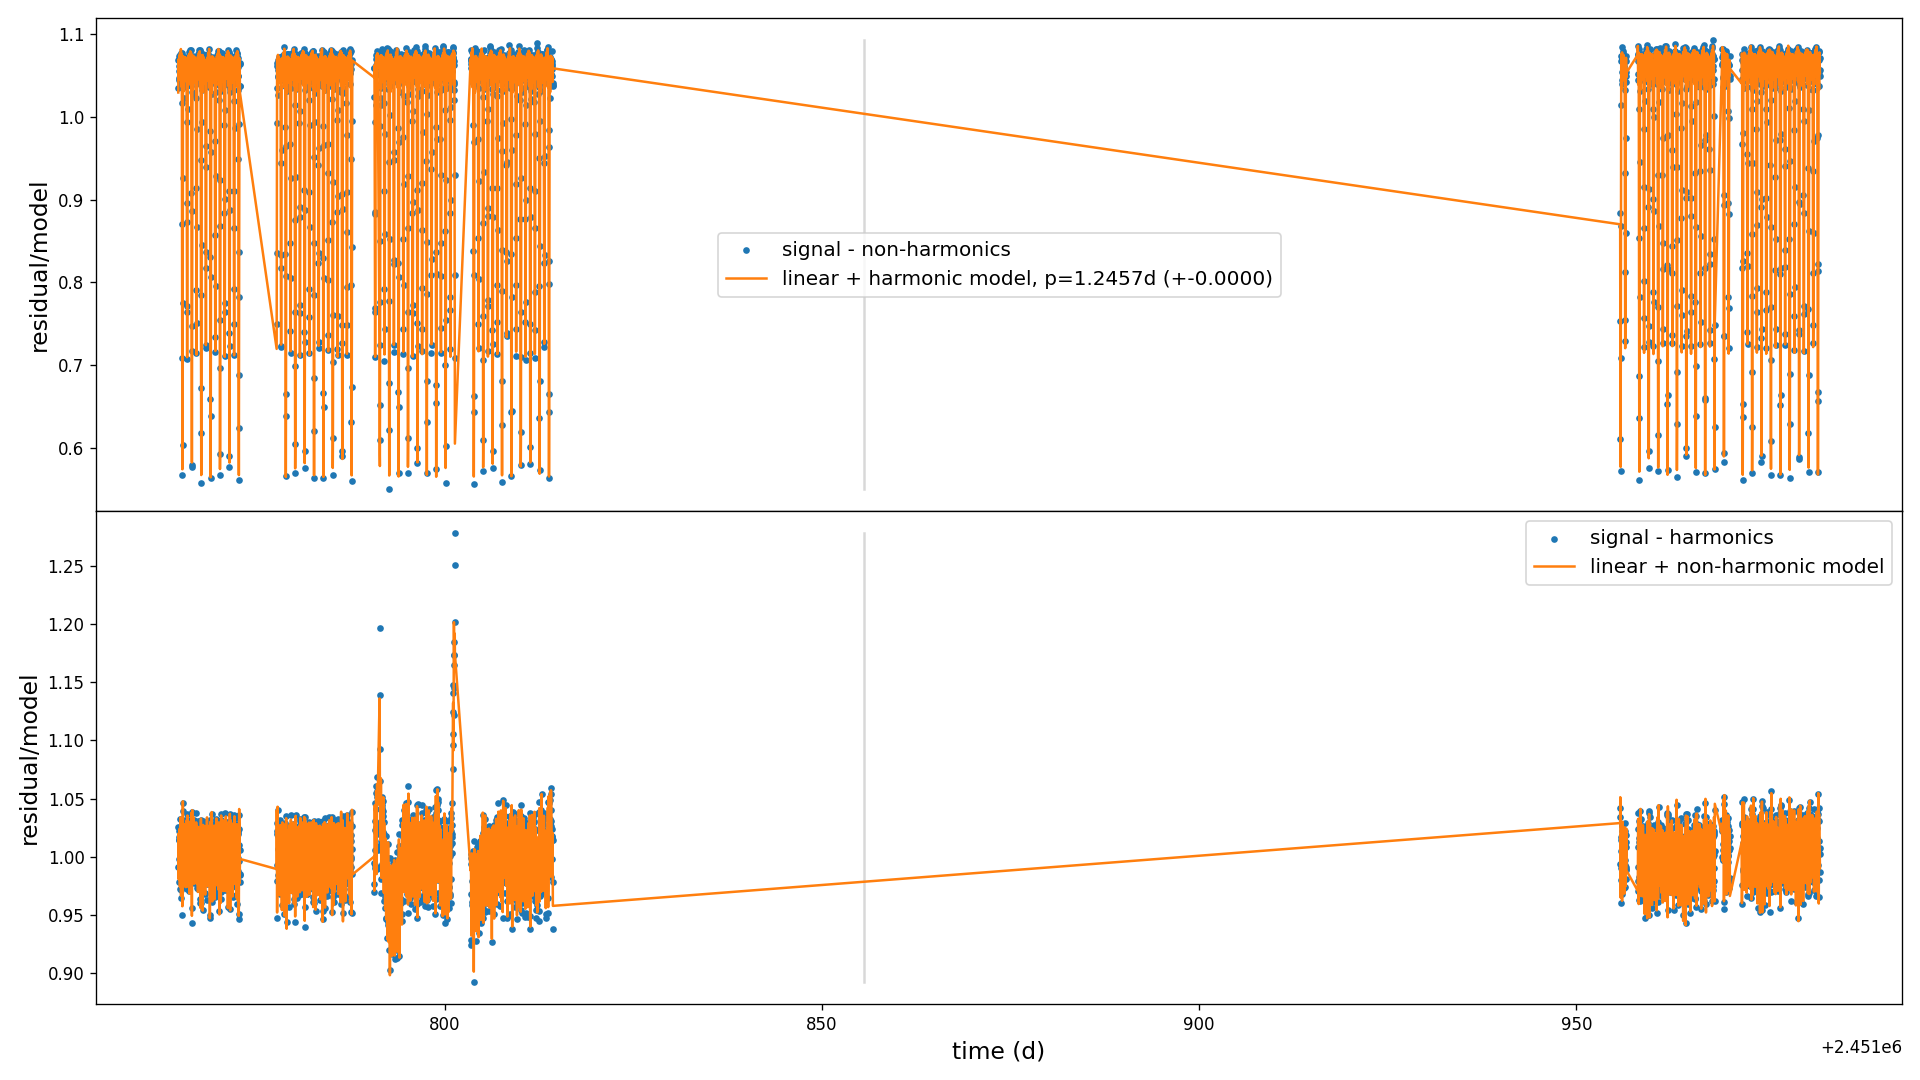 1.1
1.0
0.9
0.8
0.7
0.6
residual/model
signal - non-harmonics
linear + harmonic model, p=1.2457d (+-0.0000)
1.25
1.20
1.15
1.10
1.05
1.00
0.95
0.90
residual/model
signal - harmonics
linear + non-harmonic model
800
850
900
950
time (d)
+2.451e6